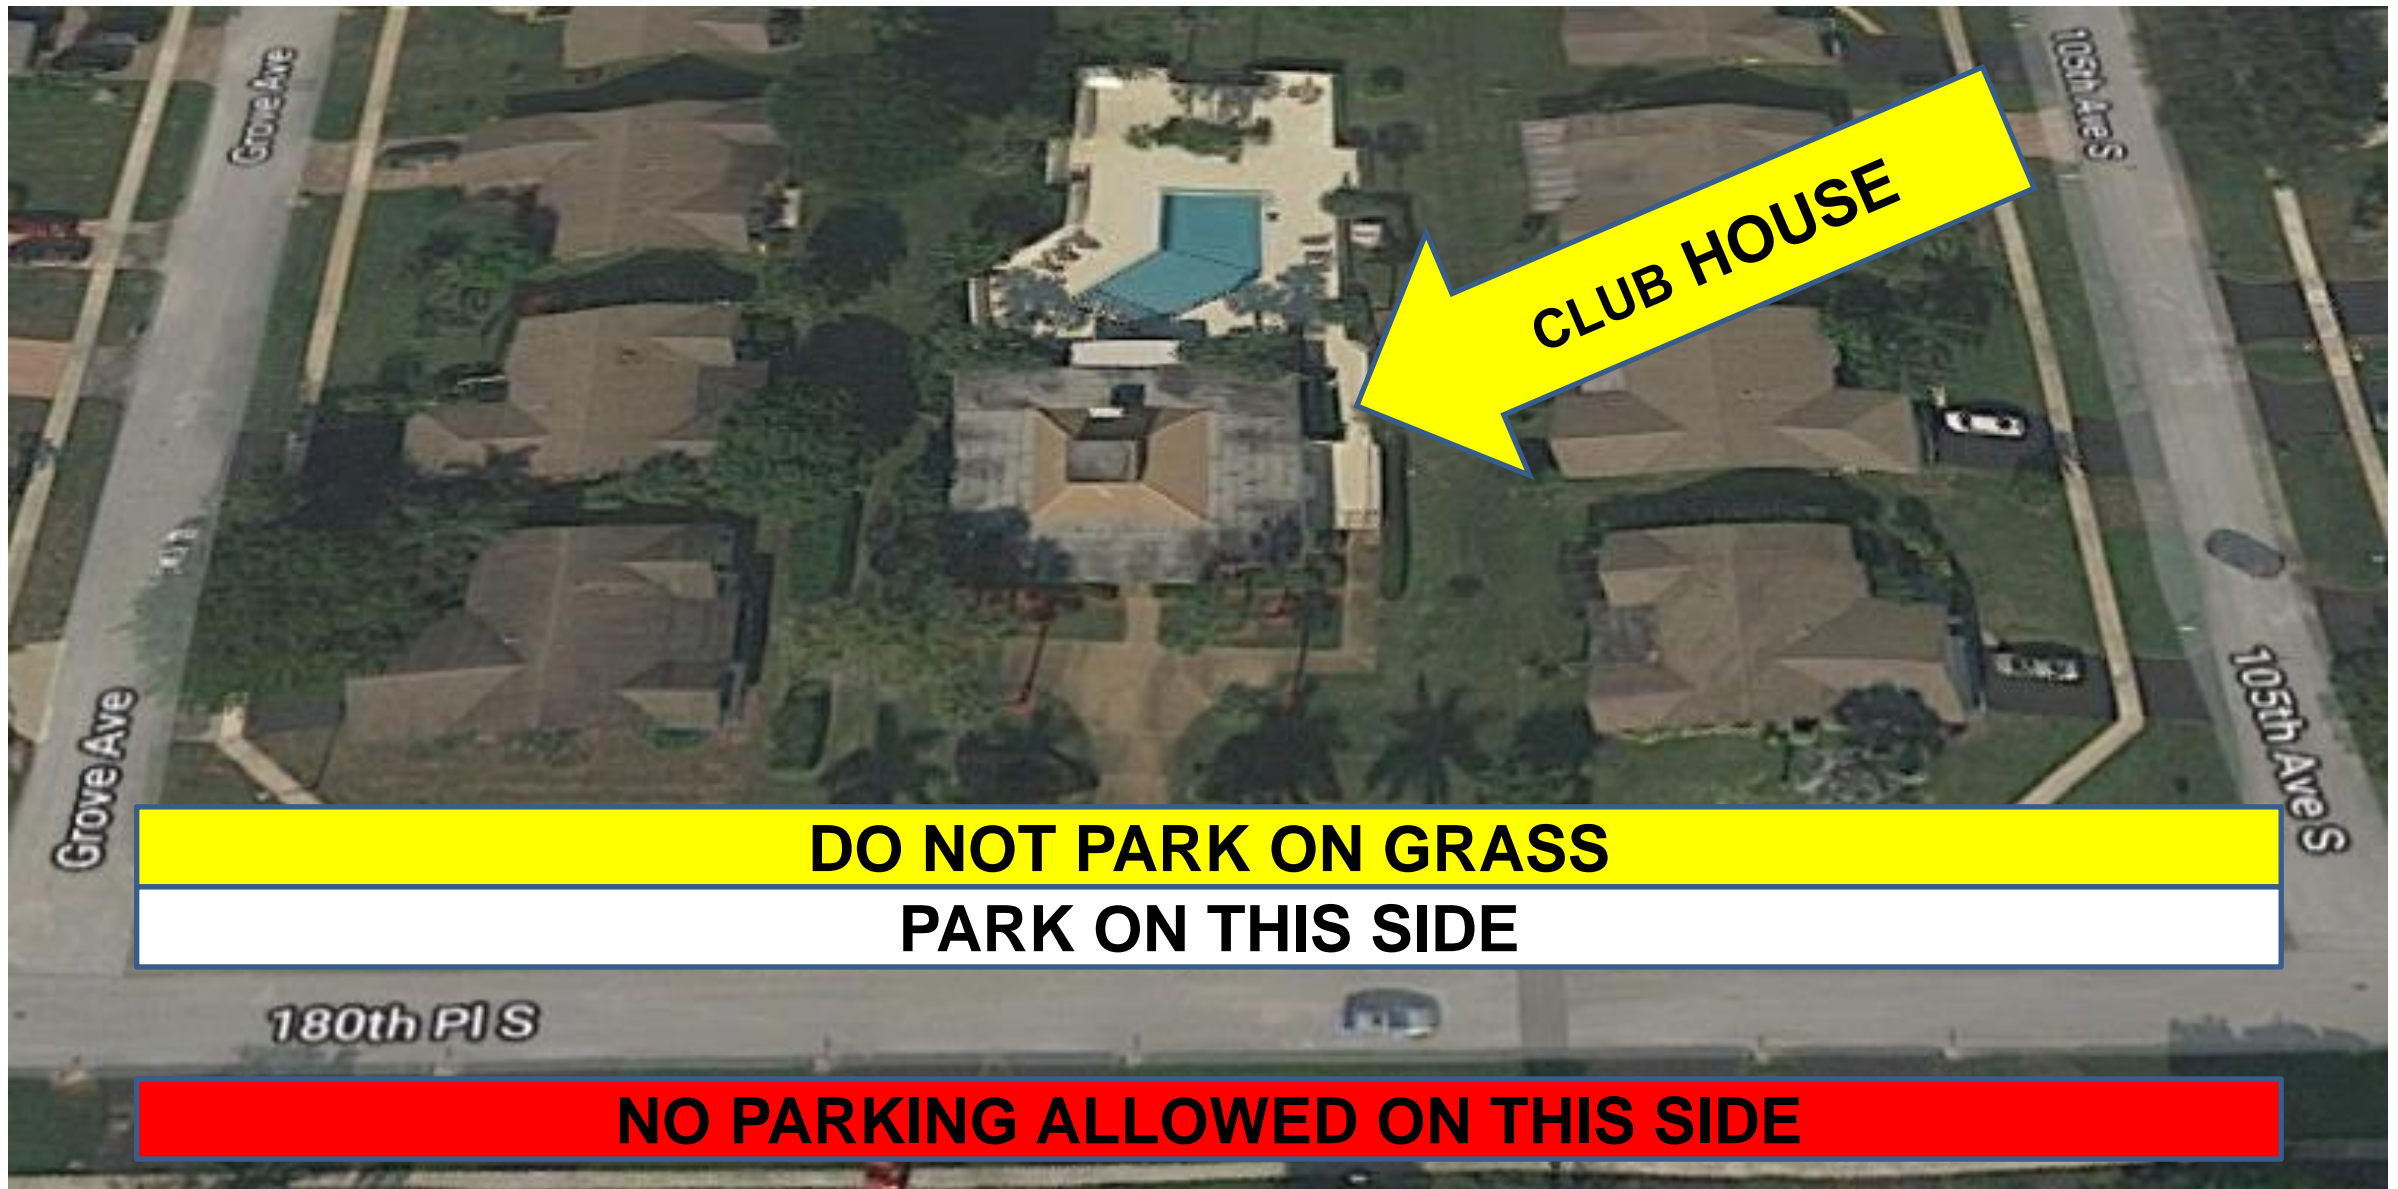 Grove Ave
105th Ave S
CLUB HOUSE
Grove Ave
105th Ave S
DO NOT PARK ON GRASS
PARK ON THIS SIDE
180th Pl S
NO PARKING ALLOWED ON THIS SIDE